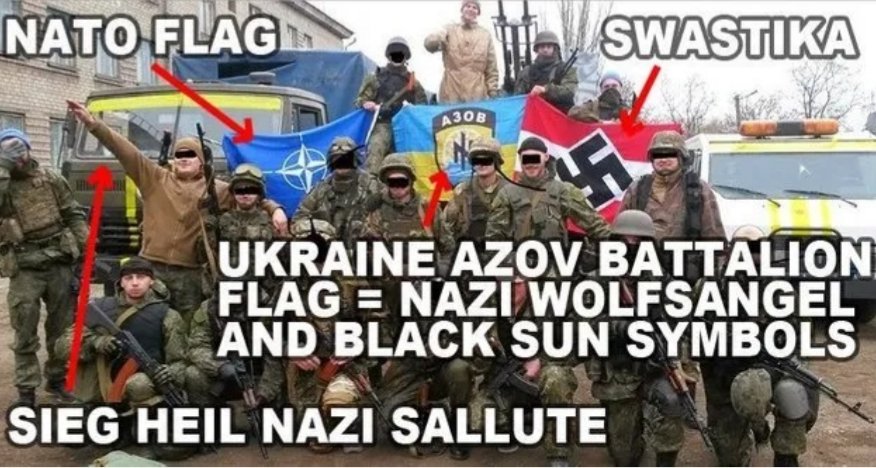 NATO FLAG
SWASTIKA
АЗОВ
UKRAINE AZOV BATTALION
FLAG = NAZI WOLFSANGEL
AND BLACK SUN SYMBOLS
SIEG HEIL NAZI SALLUTE